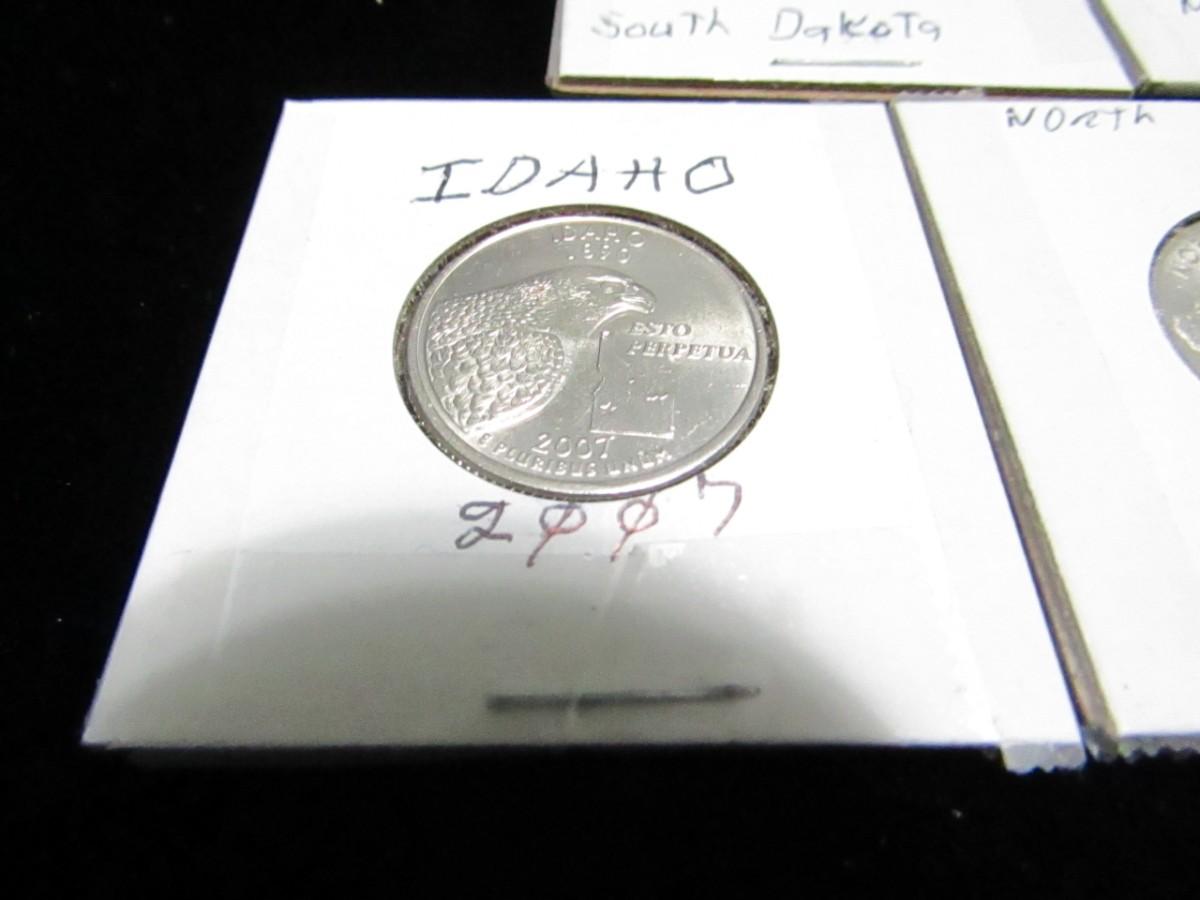 South Dakota
NORTH
IDAHO
IDAHO
1890
ESTO
PERPETUA
2007
E PLURIBUS UNUM
2007